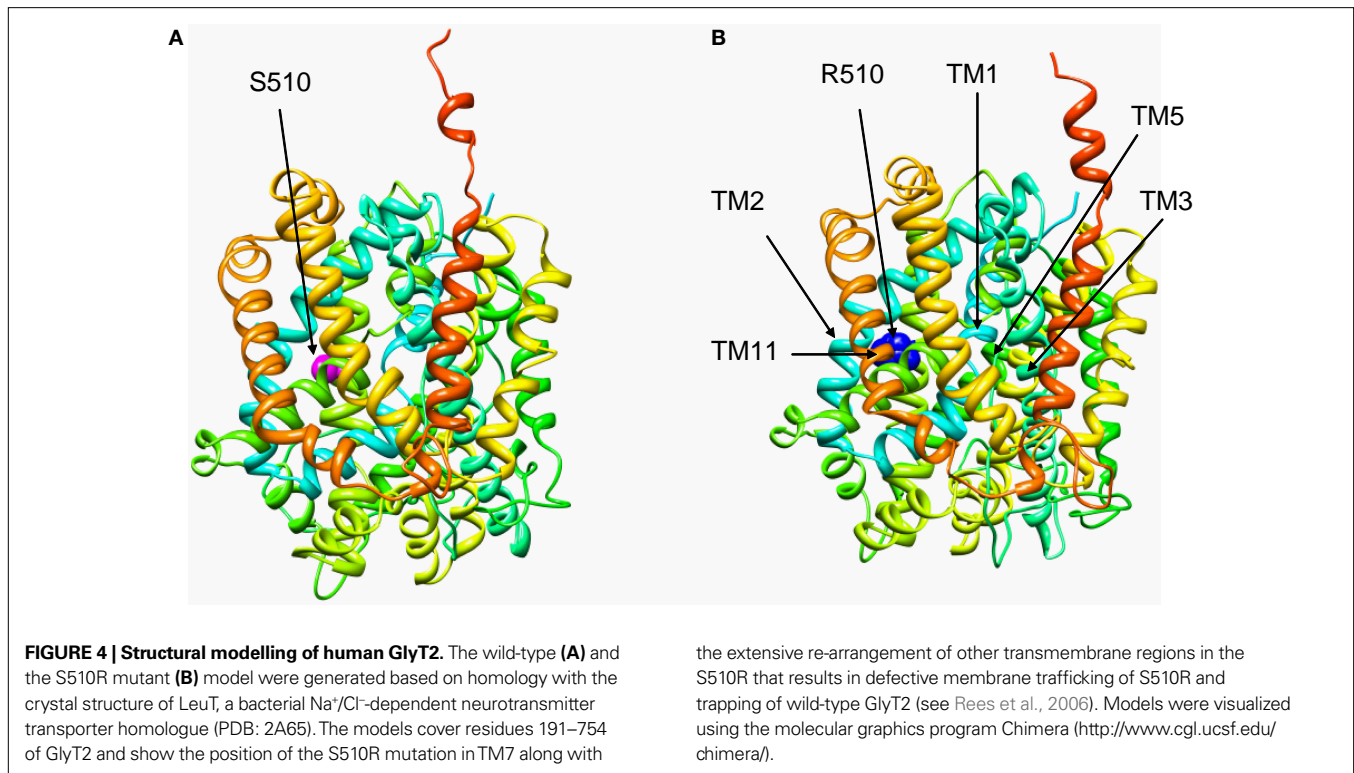 A
S510
B
R510
TM1
TM5
TM2
TM3
TM11
FIGURE 4 | Structural modelling of human GlyT2. The wild-type (A) and
the S510R mutant (B) model were generated based on homology with the
crystal structure of LeuT, a bacterial Na⁺/Cl⁻-dependent neurotransmitter
transporter homologue (PDB: 2A65). The models cover residues 191–754
of GlyT2 and show the position of the S510R mutation in TM7 along with
the extensive re-arrangement of other transmembrane regions in the
S510R that results in defective membrane trafficking of S510R and
trapping of wild-type GlyT2 (see Rees et al., 2006). Models were visualized
using the molecular graphics program Chimera (http://www.cgl.ucsf.edu/
chimera/).